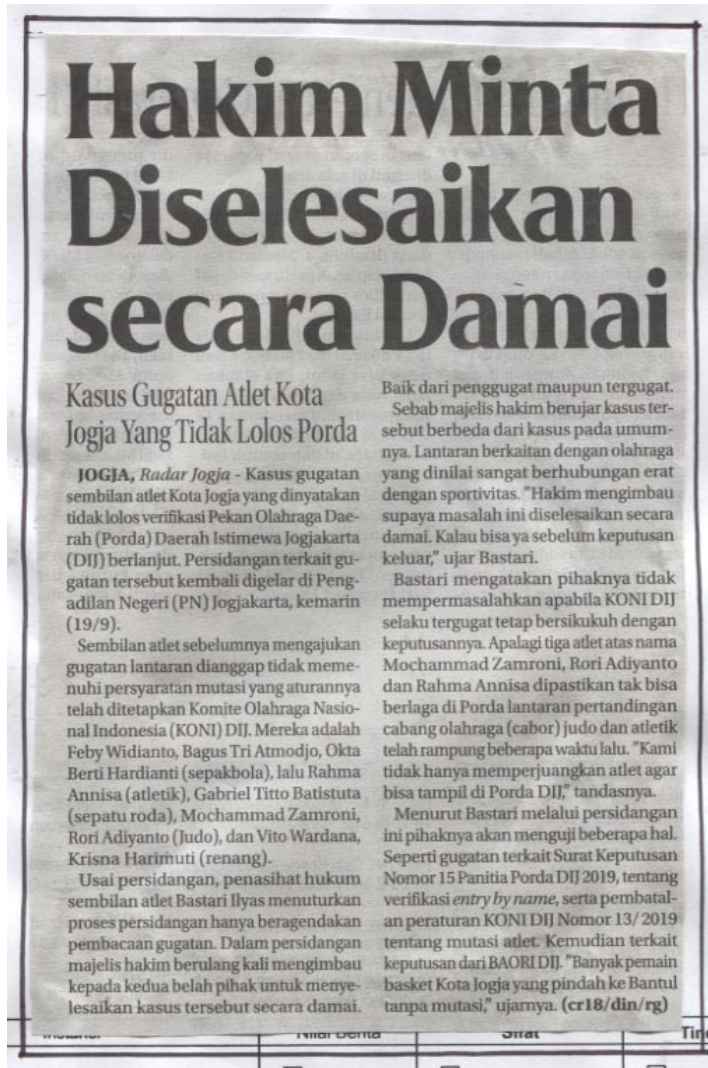 Hakim Minta
Diselesaikan
secara Damai
Kasus Gugatan Atlet Kota
Jogja Yang Tidak Lolos Porda
JOGJA, Radar Jogja - Kasus gugatan
sembilan atlet Kota Jogja yang dinyatakan
tidak lolos verifikasi Pekan Olahraga Dae-
rah (Porda) Daerah Istimewa Jogjakarta
(DIJ) berlanjut. Persidangan terkait gu-
gatan tersebut kembali digelar di Peng-
adilan Negeri (PN) Jogjakarta, kemarin
(19/9).
Sembilan atlet sebelumnya mengajukan
gugatan lantaran dianggap tidak meme-
nuhi persyaratan mutasi yang aturannya
telah ditetapkan Komite Olahraga Nasio-
nal Indonesia (KONI) DIJ. Mereka adalah
Feby Widianto, Bagus Tri Atmodjo, Okta
Berti Hardianti (sepakbola), lalu Rahma
Annisa (atletik), Gabriel Titto Batistuta
(sepatu roda), Mochammad Zamroni,
Rori Adiyanto (Judo), dan Vito Wardana,
Krisna Harimuti (renang).
Usai persidangan, penasihat hukum
sembilan atlet Bastari Ilyas menuturkan
proses persidangan hanya beragendakan
pembacaan gugatan. Dalam persidangan
majelis hakim berulang kali mengimbau
kepada kedua belah pihak untuk menye-
lesaikan kasus tersebut secara damai.
Baik dari penggugat maupun tergugat.
Sebab majelis hakim berujar kasus ter-
sebut berbeda dari kasus pada umum-
nya. Lantaran berkaitan dengan olahraga
yang dinilai sangat berhubungan erat
dengan sportivitas. "Hakim mengimbau
supaya masalah ini diselesaikan secara
damai. Kalau bisa ya sebelum keputusan
keluar," ujar Bastari.
Bastari mengatakan pihaknya tidak
mempermasalahkan apabila KONI DIJ
selaku tergugat tetap bersikukuh dengan
keputusannya. Apalagi tiga atlet atas nama
Mochammad Zamroni, Rori Adiyanto
dan Rahma Annisa dipastikan tak bisa
berlaga di Porda lantaran pertandingan
cabang olahraga (cabor) judo dan atletik
telah rampung beberapa waktu lalu. "Kami
tidak hanya memperjuangkan atlet agar
bisa tampil di Porda DIJ," tandasnya.
Menurut Bastari melalui persidangan
ini pihaknya akan menguji beberapa hal.
Seperti gugatan terkait Surat Keputusan
Nomor 15 Panitia Porda DIJ 2019, tentang
verifikasi entry by name, serta pembatal-
an peraturan KONI DIJ Nomor 13/ 2019
tentang mutasi atlet. Kemudian terkait
keputusan dari BAORI DIJ. "Banyak pemain
basket Kota Jogja yang pindah ke Bantul
tanpa mutasi," ujarnya. (cr18/din/rg)